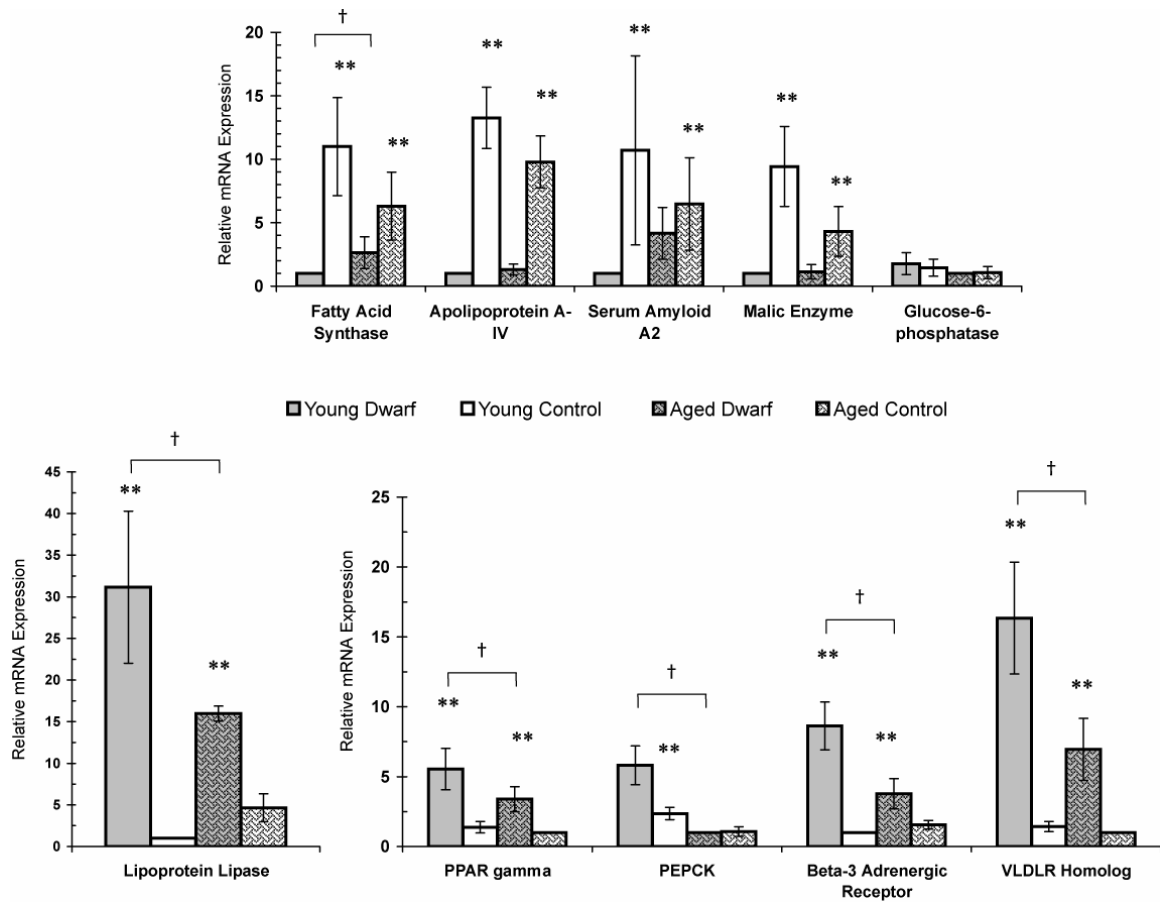 †
**
**
**
**
**
**
**
**
20
15
10
5
0
Relative mRNA Expression
Fatty Acid
Synthase
Apolipoprotein A-
IV
Serum Amyloid
A2
Malic Enzyme
Glucose-6-
phosphatase
Young Dwarf Young Control Aged Dwarf Aged Control
†
**
**
45
40
35
30
25
20
15
10
5
0
Relative mRNA Expression
Lipoprotein Lipase
†
†
†
†
**
**
**
**
**
**
**
25
20
15
10
5
0
Relative mRNA Expression
PPAR gamma
PEPCK
Beta-3 Adrenergic
Receptor
VLDLR Homolog